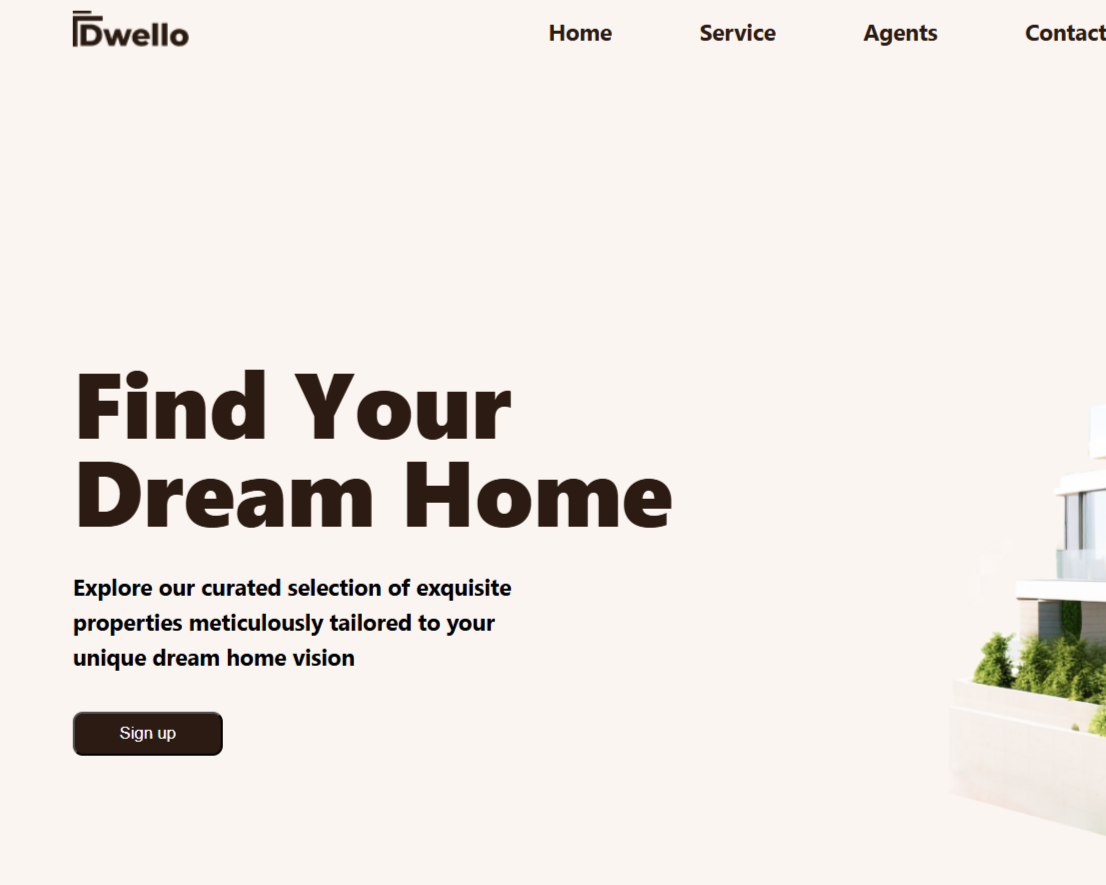 Dwello
Home Service Agents Contact
Find Your
Dream Home
Explore our curated selection of exquisite
properties meticulously tailored to your
unique dream home vision
Sign up